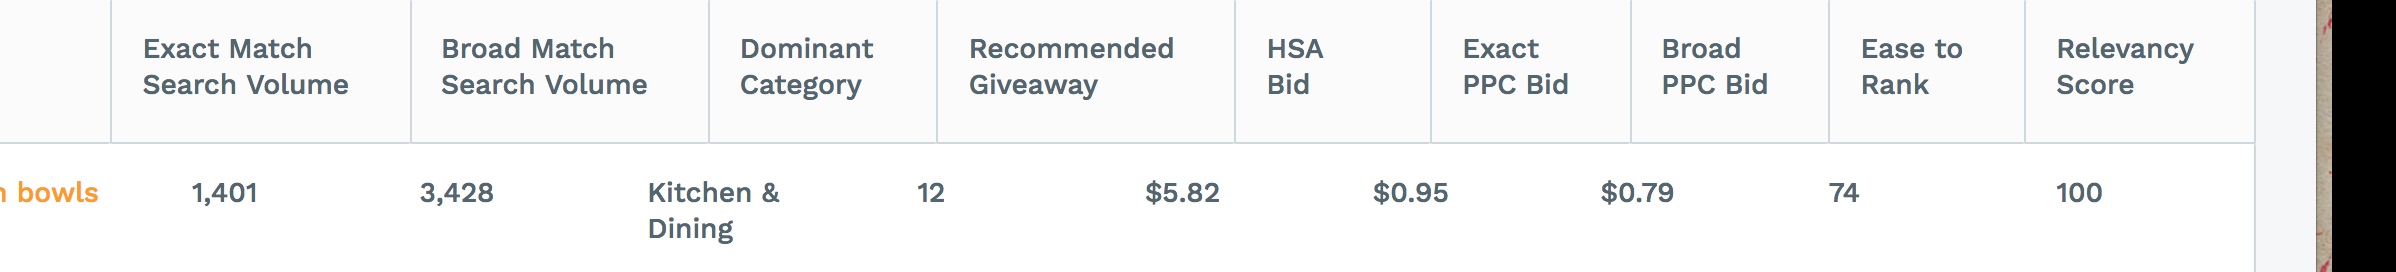 Exact Match Search Volume
Broad Match Search Volume
Dominant Category
Recommended Giveaway
HSA Bid
Exact PPC Bid
Broad PPC Bid
Ease to Rank
Relevancy Score
bowls 1,401 3,428 Kitchen & Dining 12 $5.82 $0.95 $0.79 74 100